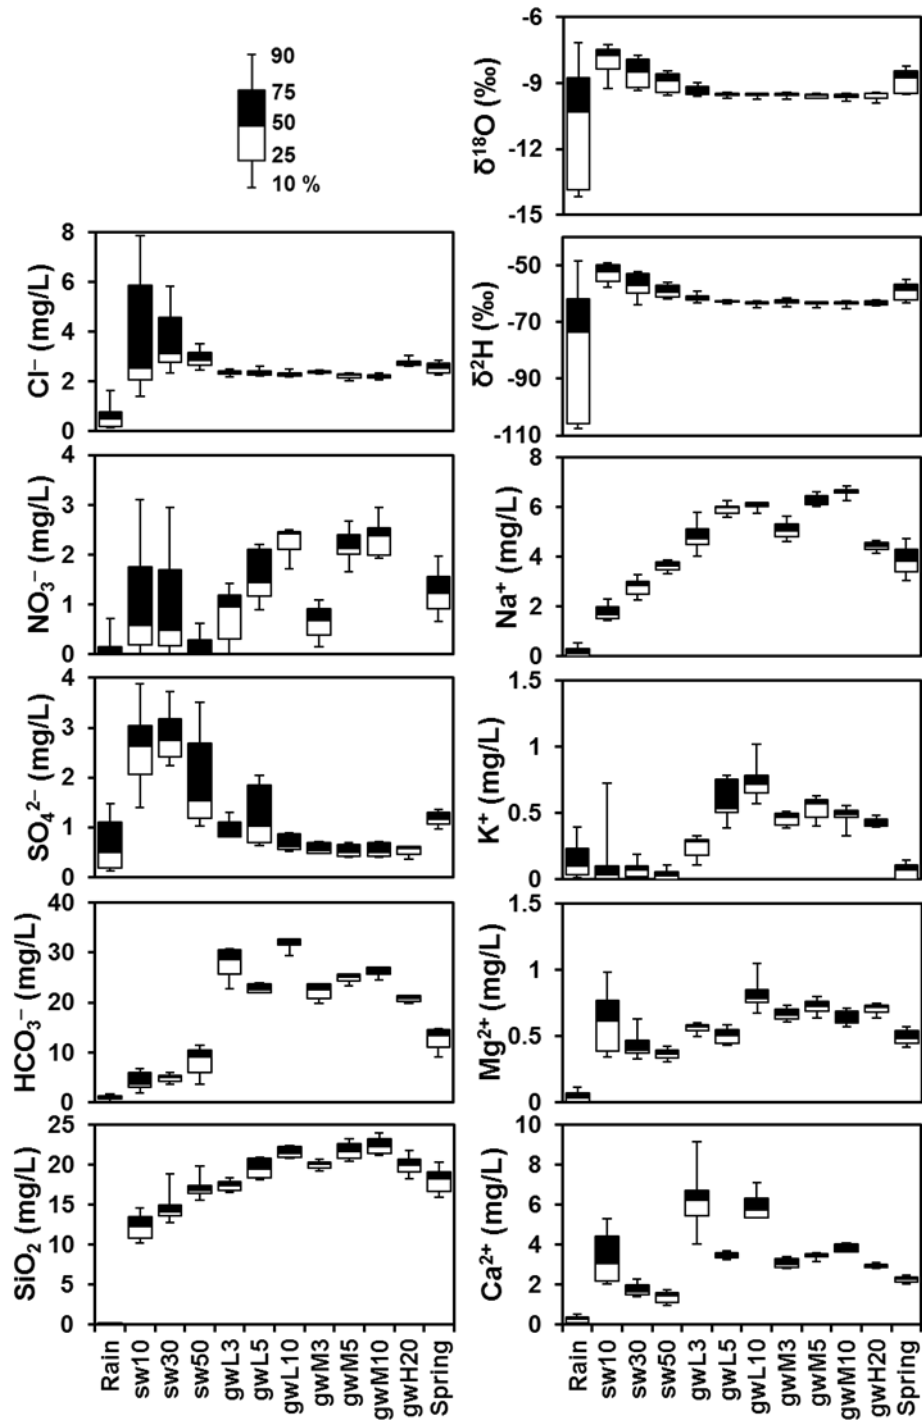 90
75
50
25
10 %
-6
-9
-12
-15
δ¹⁸O (‰)
8
6
4
2
0
Cl⁻ (mg/L)
-50
-70
-90
-110
δ²H (‰)
4
3
2
1
0
NO₃⁻ (mg/L)
8
6
4
2
0
Na⁺ (mg/L)
4
3
2
1
0
SO₄²⁻ (mg/L)
1.5
1
0.5
0
K⁺ (mg/L)
40
30
20
10
0
HCO₃⁻ (mg/L)
1.5
1
0.5
0
Mg²⁺ (mg/L)
25
20
15
10
5
0
SiO₂ (mg/L)
10
8
6
4
2
0
Ca²⁺ (mg/L)
Rain
sw10
sw30
sw50
gwL3
gwL5
gwL10
gwM3
gwM5
gwM10
gwH20
Spring
Rain
sw10
sw30
sw50
gwL3
gwL5
gwL10
gwM3
gwM5
gwM10
gwH20
Spring